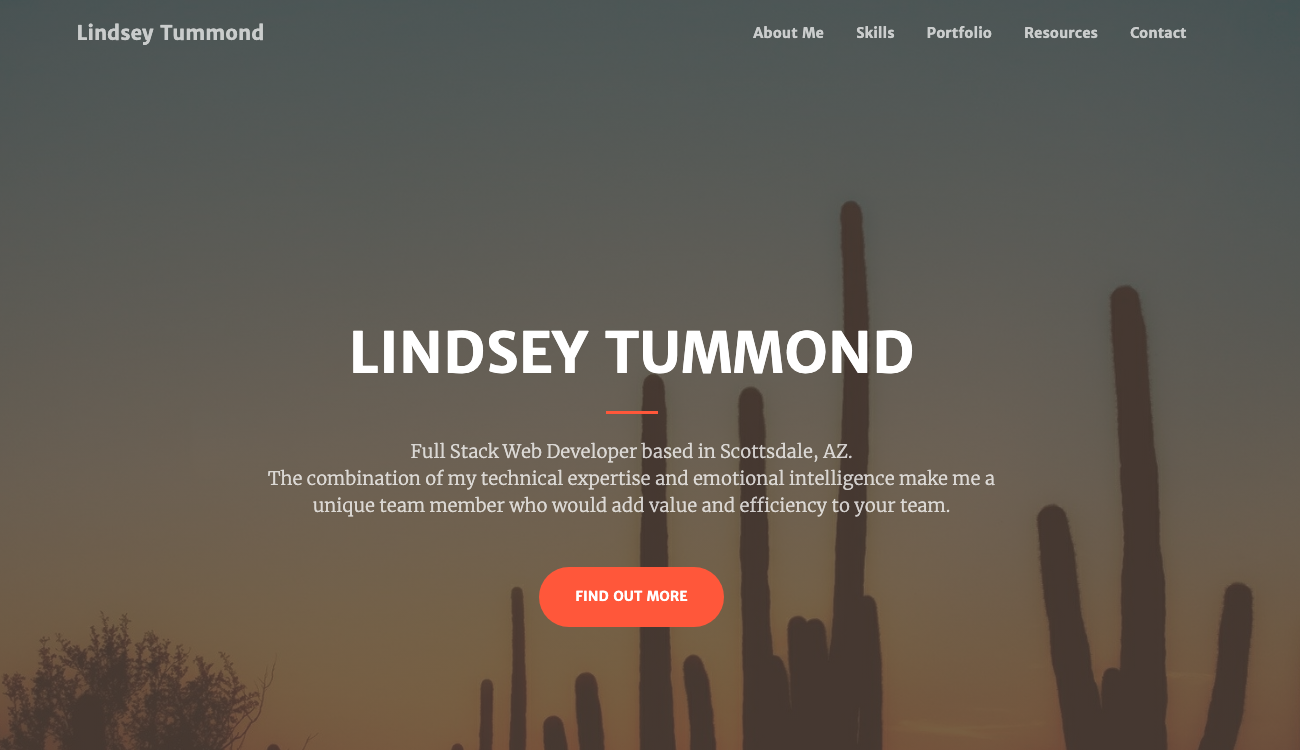 Lindsey Tummond
About Me
Skills
Portfolio
Resources
Contact
LINDSEY TUMMOND
Full Stack Web Developer based in Scottsdale, AZ.
The combination of my technical expertise and emotional intelligence make me a
unique team member who would add value and efficiency to your team.
FIND OUT MORE